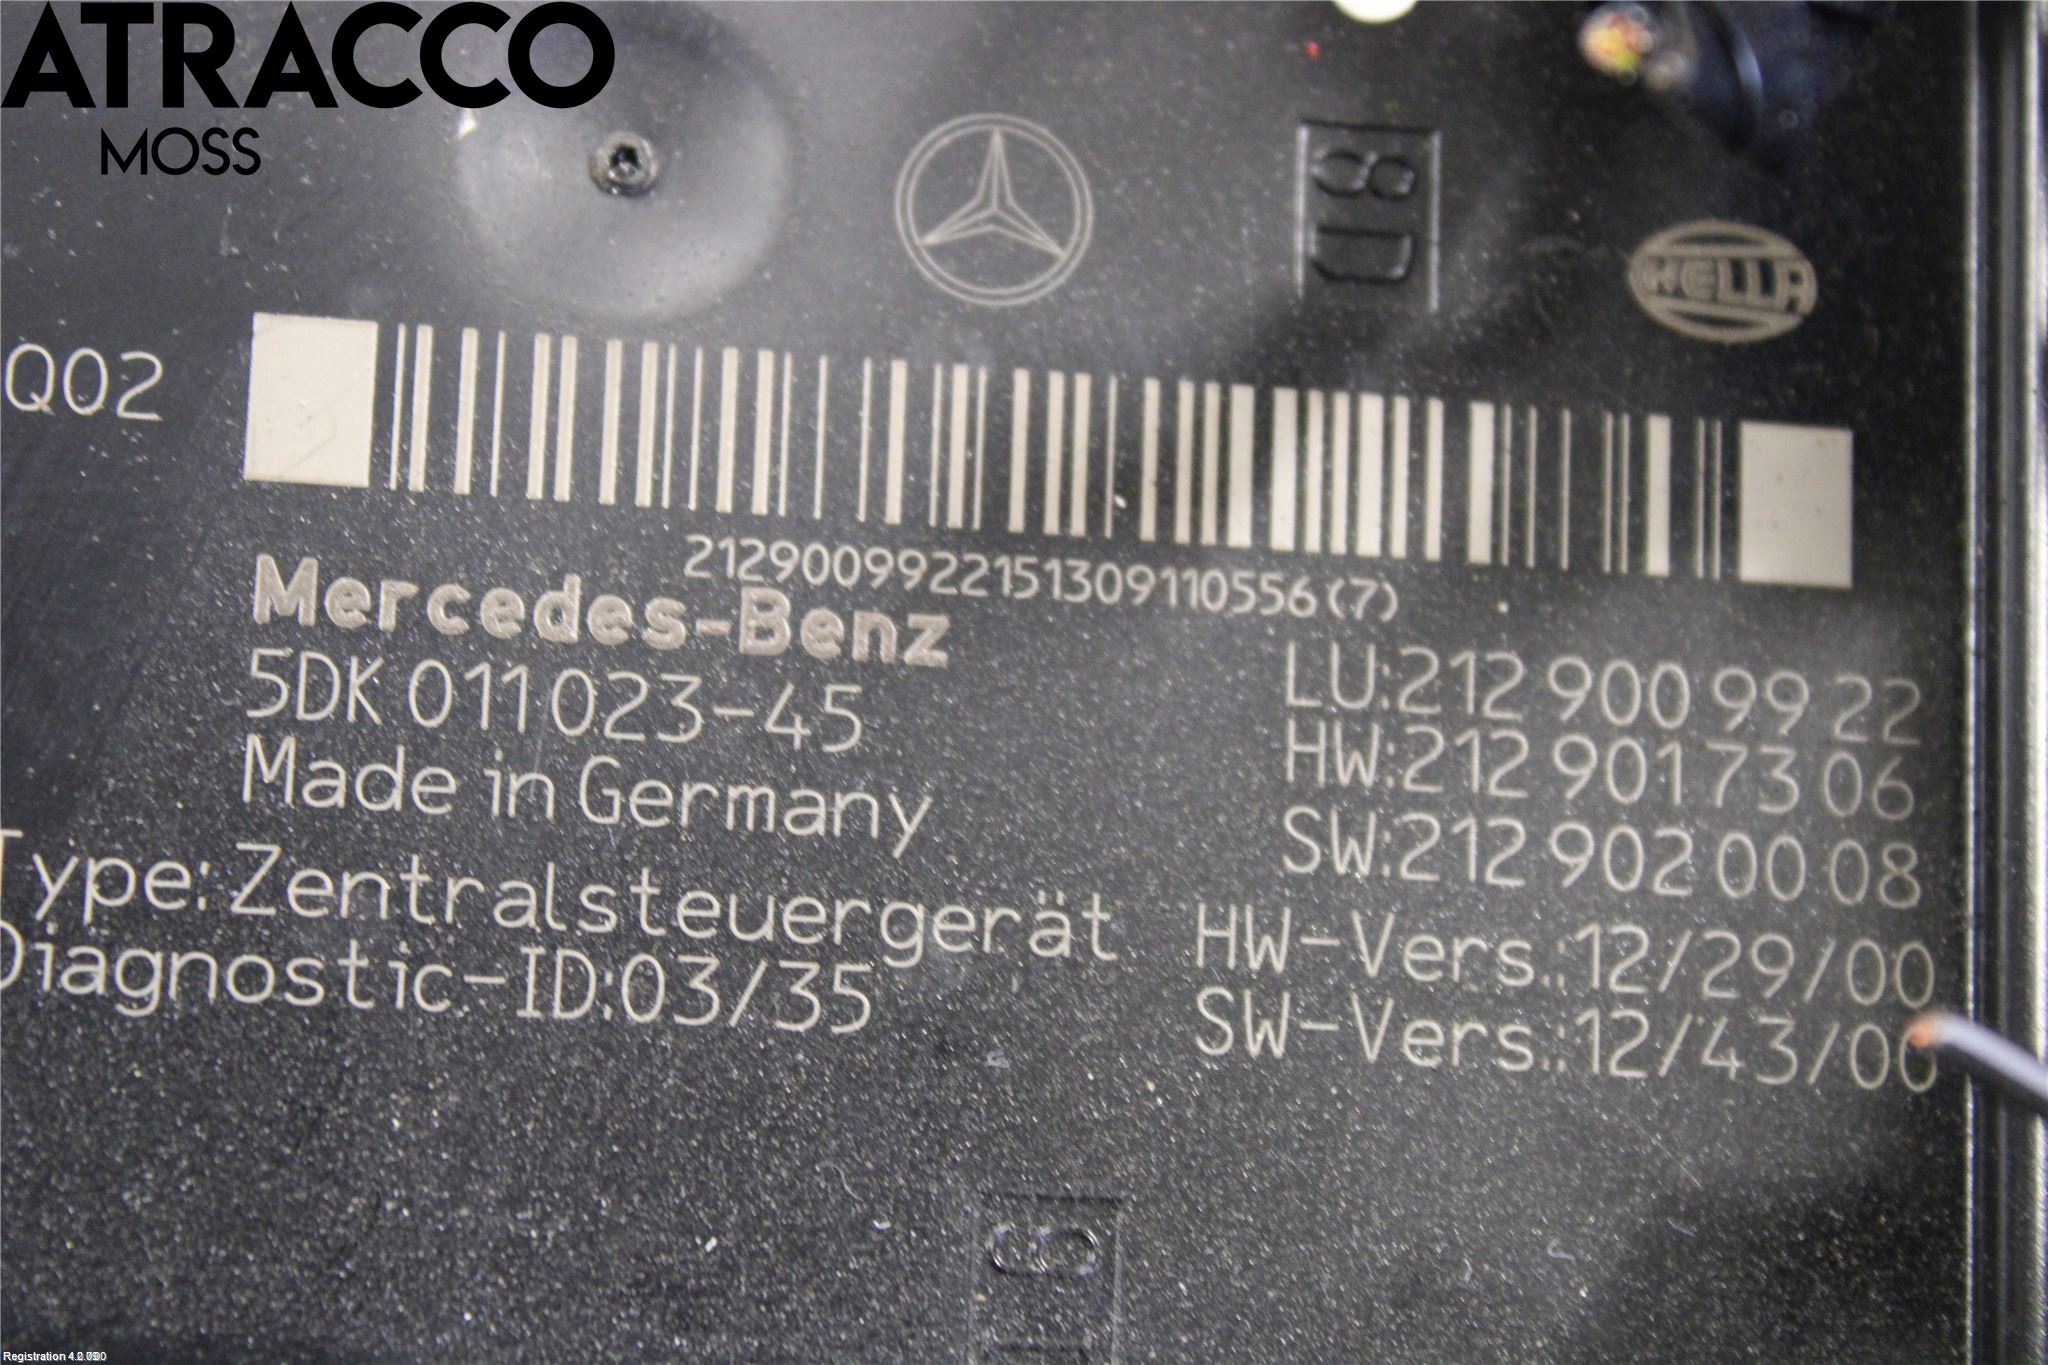 ATRACCO
MOSS
HELLA
Q02
2129009922151309110556(7)
Mercedes-Benz
5DK 011 023-45
Made in Germany
Type: Zentralsteuergerät
Diagnostic-ID:03/35
LU:212 900 99 22
HW:212 901 73 06
SW:212 902 00 08
HW-Vers.:12/29/00
SW-Vers.:12/43/00